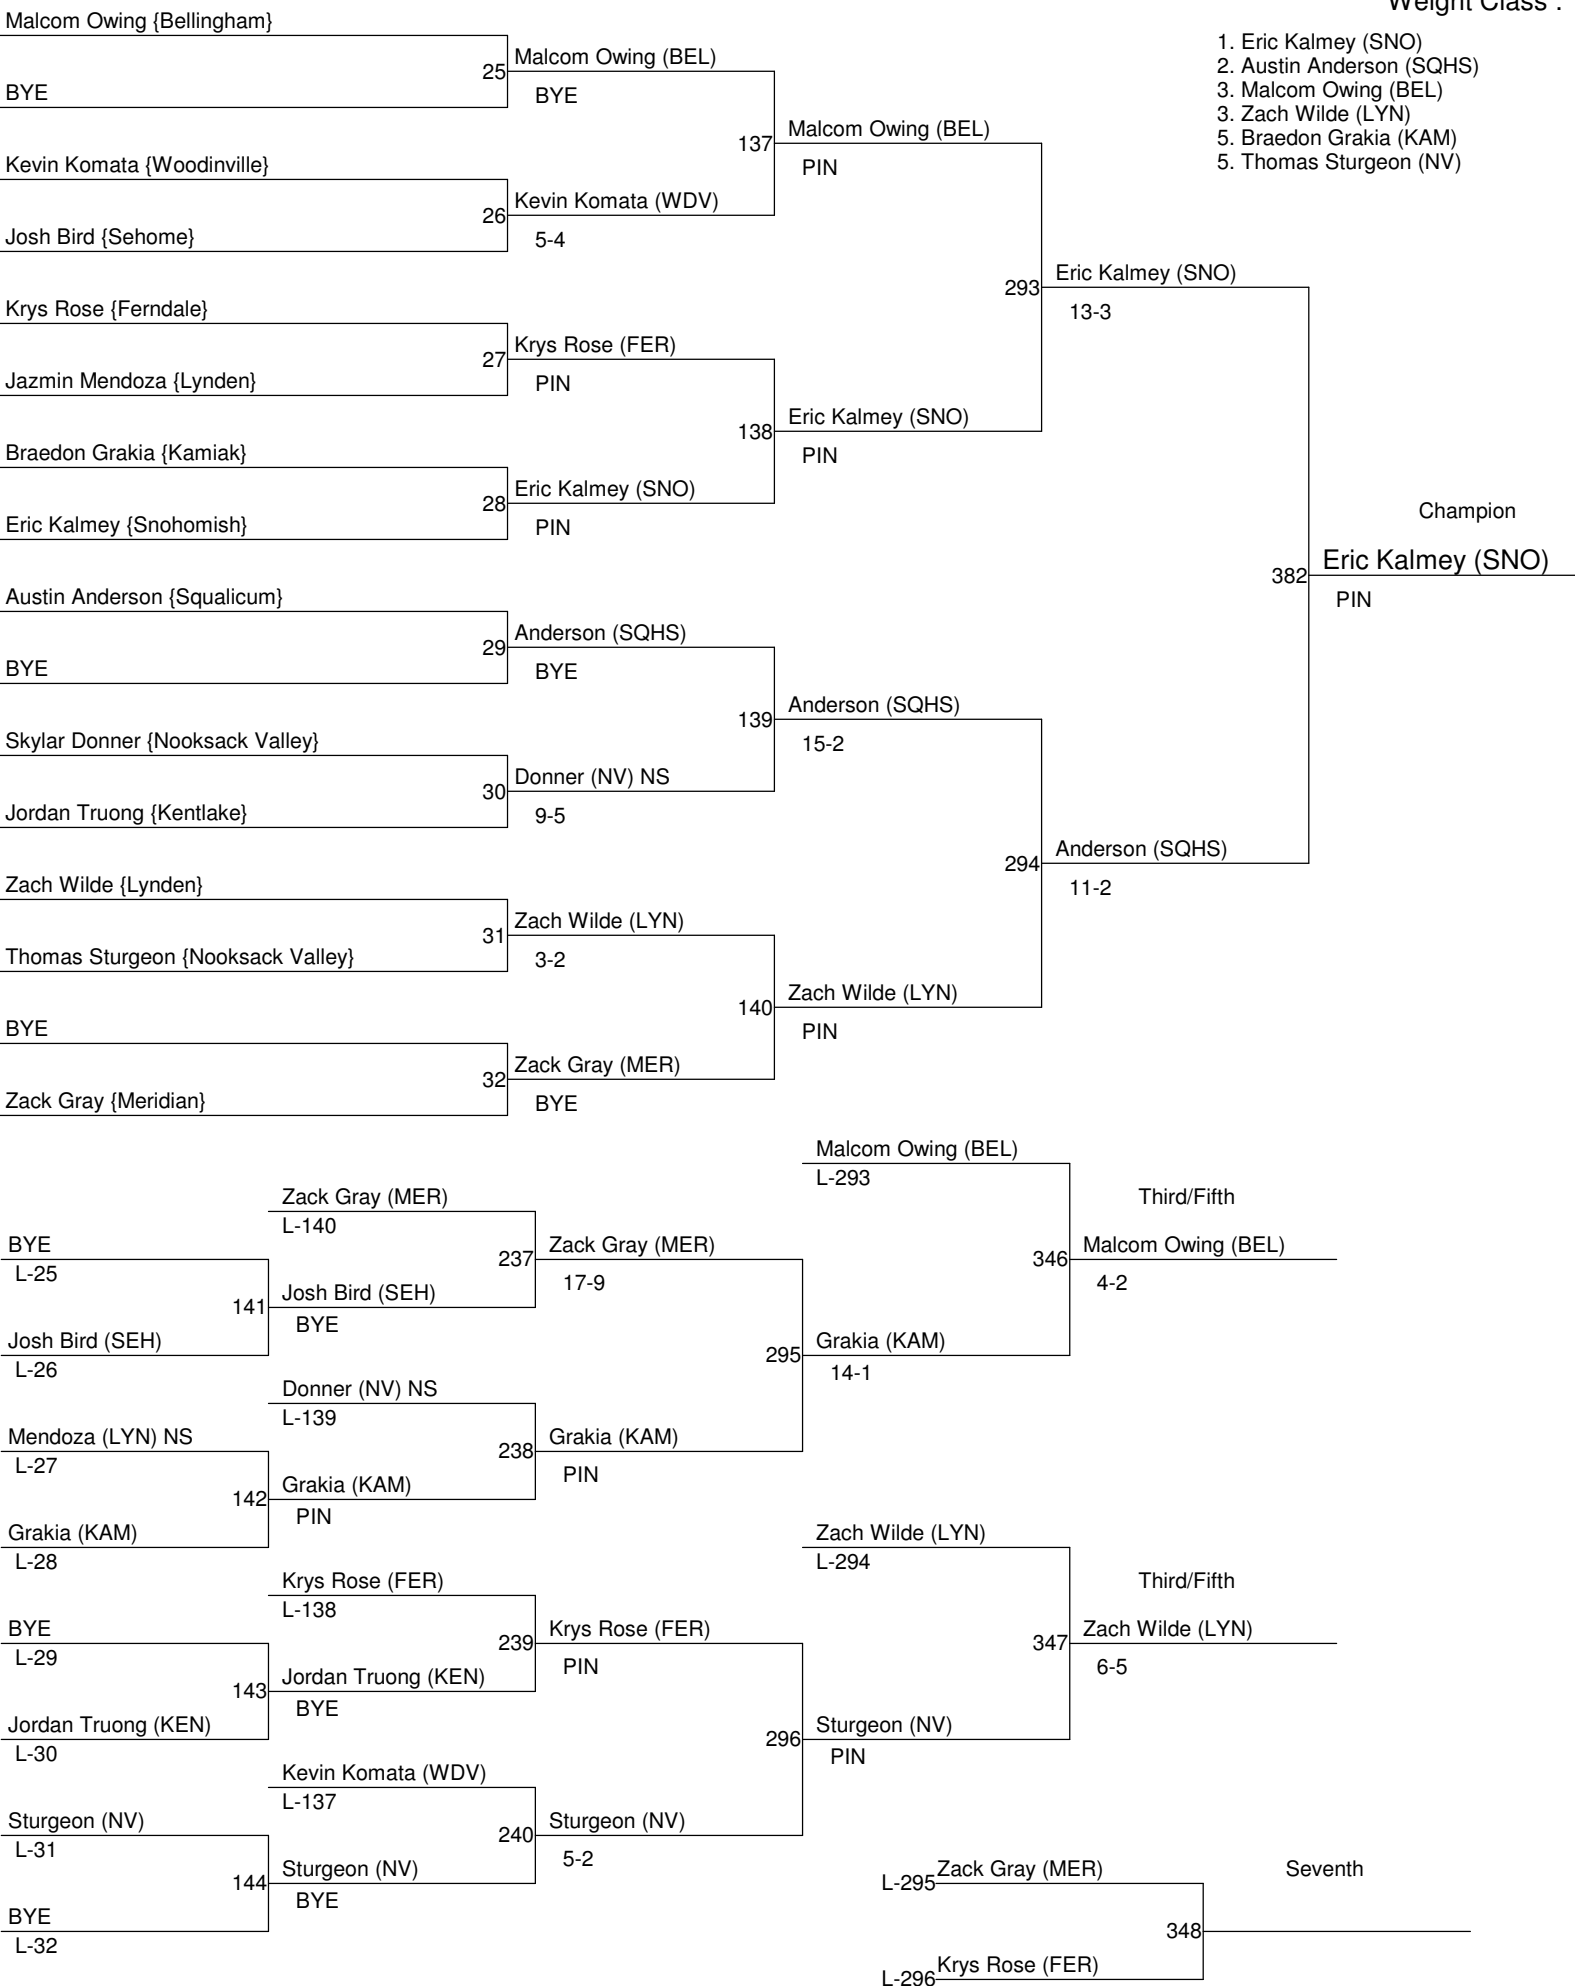 Weight Class :
1. Eric Kalmey (SNO)
2. Austin Anderson (SQHS)
3. Malcom Owing (BEL)
3. Zach Wilde (LYN)
5. Braedon Grakia (KAM)
5. Thomas Sturgeon (NV)
Malcom Owing {Bellingham}
25
BYE
Kevin Komata {Woodinville}
26
Josh Bird {Sehome}
Krys Rose {Ferndale}
27
Jazmin Mendoza {Lynden}
Braedon Grakia {Kamiak}
28
Eric Kalmey {Snohomish}
Austin Anderson {Squalicum}
29
BYE
Skylar Donner {Nooksack Valley}
30
Jordan Truong {Kentlake}
Zach Wilde {Lynden}
31
Thomas Sturgeon {Nooksack Valley}
BYE
32
Zack Gray {Meridian}
Malcom Owing (BEL)
BYE
137
Kevin Komata (WDV)
5-4
Krys Rose (FER)
PIN
138
Eric Kalmey (SNO)
PIN
Anderson (SQHS)
BYE
139
Donner (NV) NS
9-5
Zach Wilde (LYN)
3-2
140
Zack Gray (MER)
BYE
Malcom Owing (BEL)
PIN
293
Eric Kalmey (SNO)
PIN
Anderson (SQHS)
15-2
294
Zach Wilde (LYN)
PIN
Eric Kalmey (SNO)
13-3
382
Anderson (SQHS)
11-2
Champion
Eric Kalmey (SNO)
PIN
BYE
L-25
141
Josh Bird (SEH)
L-26
Mendoza (LYN) NS
L-27
142
Grakia (KAM)
L-28
BYE
L-29
143
Jordan Truong (KEN)
L-30
Sturgeon (NV)
L-31
144
BYE
L-32
Zack Gray (MER)
L-140
237
Josh Bird (SEH)
BYE
Donner (NV) NS
L-139
238
Grakia (KAM)
PIN
Krys Rose (FER)
L-138
239
Jordan Truong (KEN)
BYE
Kevin Komata (WDV)
L-137
240
Sturgeon (NV)
BYE
Zack Gray (MER)
17-9
295
Grakia (KAM)
PIN
Krys Rose (FER)
PIN
296
Sturgeon (NV)
5-2
Malcom Owing (BEL)
L-293
346
Grakia (KAM)
14-1
Zach Wilde (LYN)
L-294
347
Sturgeon (NV)
PIN
Third/Fifth
Malcom Owing (BEL)
4-2
Third/Fifth
Zach Wilde (LYN)
6-5
L-295
Zack Gray (MER)
Seventh
348
L-296
Krys Rose (FER)